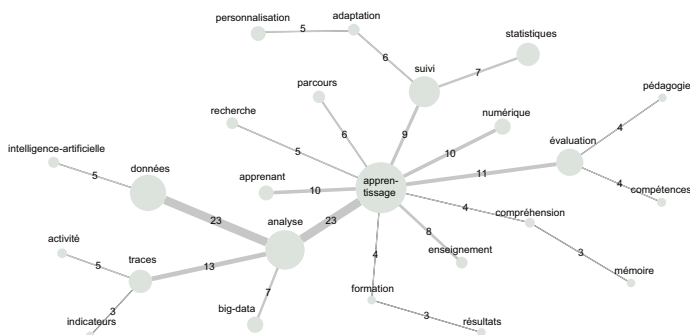 personnalisation
5
adaptation
6
suivi
7
statistiques
parcours
6
recherche
5
9
numérique
10
pédagogie
4
évaluation
11
4
compétences
intelligence-artificielle
5
données
apprenant
10
appren-
tissage
23
analyse
23
4
compréhension
3
mémoire
8
enseignement
activité
5
traces
13
3
indicateurs
7
big-data
4
formation
3
résultats